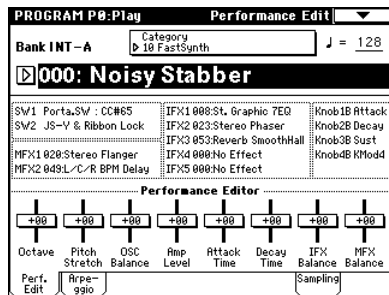 PROGRAM P0:Play Performance Edit
Bank INT-A Category ▷10 FastSynth ♩= 128
000: Noisy Stabber
SW1 Porta.SW : CC#65
SW2 JS-Y & Ribbon Lock
MFX1 020:Stereo Flanger
MFX2 049:L/C/R BPM Delay
IFX1 008:St. Graphic 7EQ
IFX2 023:Stereo Phaser
IFX3 053:Reverb SmoothHall
IFX4 000:No Effect
IFX5 000:No Effect
Knob1B Attack
Knob2B Decay
Knob3B Sust
Knob4B KMod4
Performance Editor
+00 +00 +00 +00 +00 +00 +00 +00
Octave Pitch Stretch OSC Balance Amp Level Attack Time Decay Time IFX Balance MFX Balance
Perf. Edit Arpe-ggio Sampling